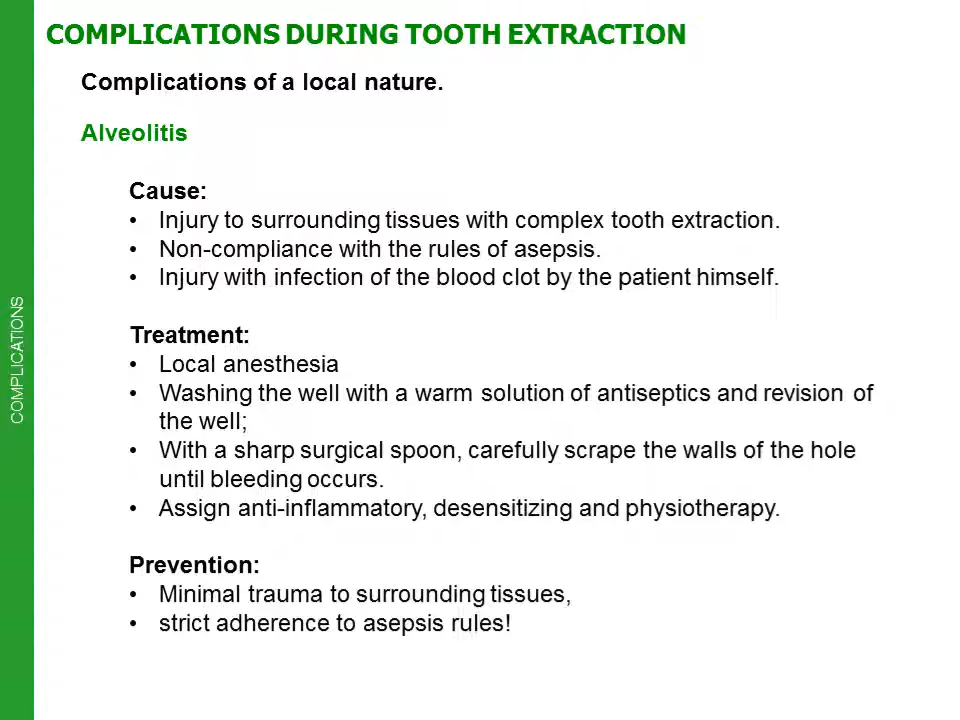 COMPLICATIONS DURING TOOTH EXTRACTION
Complications of a local nature.
Alveolitis
Cause:
• Injury to surrounding tissues with complex tooth extraction.
• Non-compliance with the rules of asepsis.
• Injury with infection of the blood clot by the patient himself.
Treatment:
• Local anesthesia
• Washing the well with a warm solution of antiseptics and revision of
the well;
• With a sharp surgical spoon, carefully scrape the walls of the hole
until bleeding occurs.
• Assign anti-inflammatory, desensitizing and physiotherapy.
Prevention:
• Minimal trauma to surrounding tissues,
• strict adherence to asepsis rules!
COMPLICATIONS